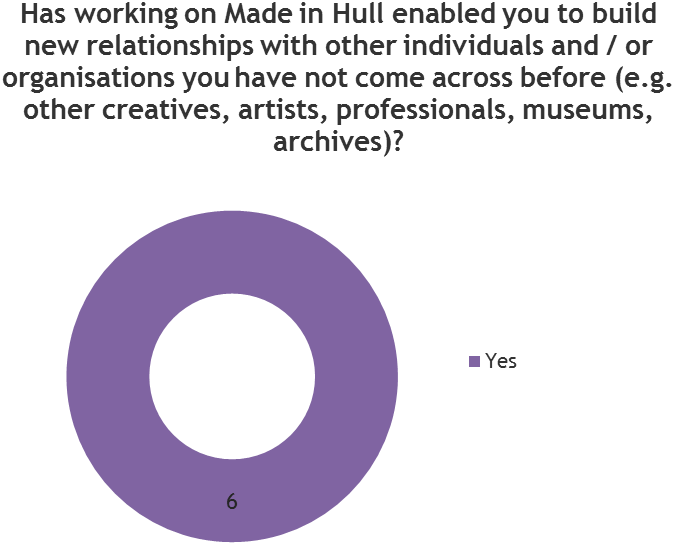 Has working on Made in Hull enabled you to build
new relationships with other individuals and / or
organisations you have not come across before (e.g.
other creatives, artists, professionals, museums,
archives)?
Yes
6